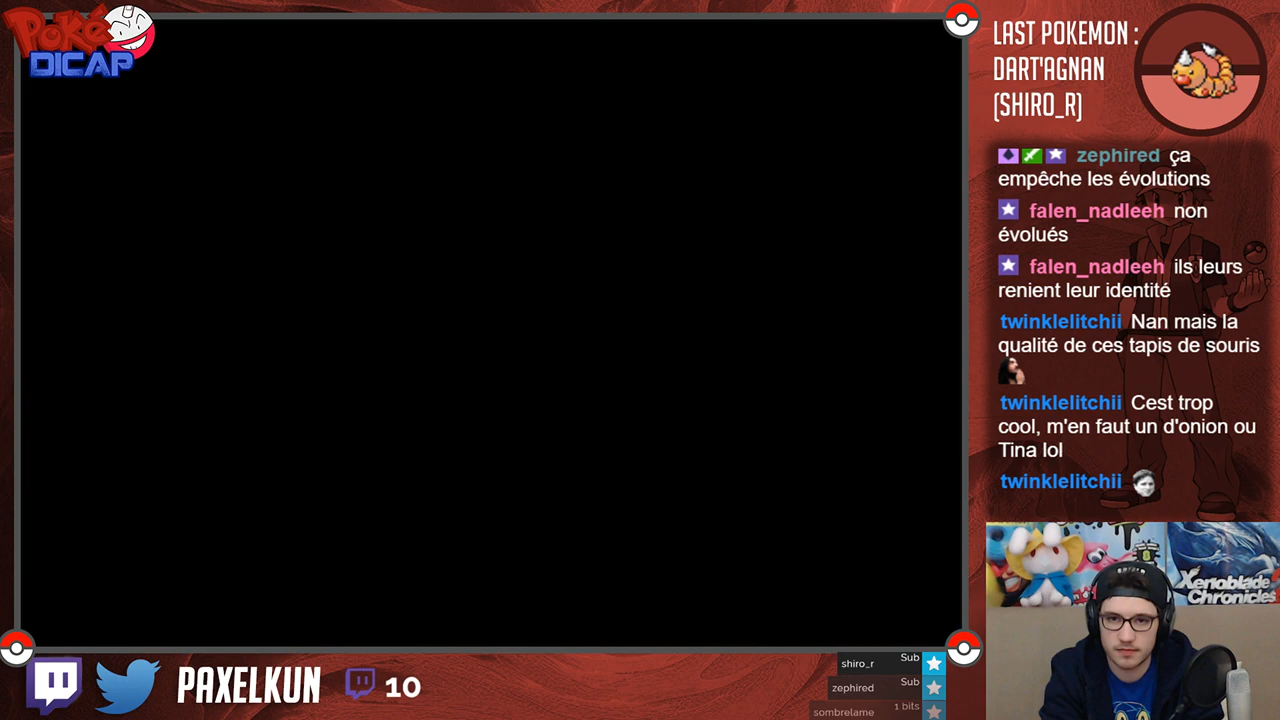 Poké
DICAP
LAST POKEMON :
DART'AGNAN
(SHIRO_R)
zephired ça
empêche les évolutions
falen_nadleeh non
évolués
falen_nadleeh ils leurs
renient leur identité
twinklelitchii Nan mais la
qualité de ces tapis de souris
twinklelitchii Cest trop
cool, m'en faut un d'onion ou
Tina lol
twinklelitchii
Xenoblade
Chronicles
PAXELKUN
10
shiro_r Sub
zephired Sub
sombrelame 1 bits